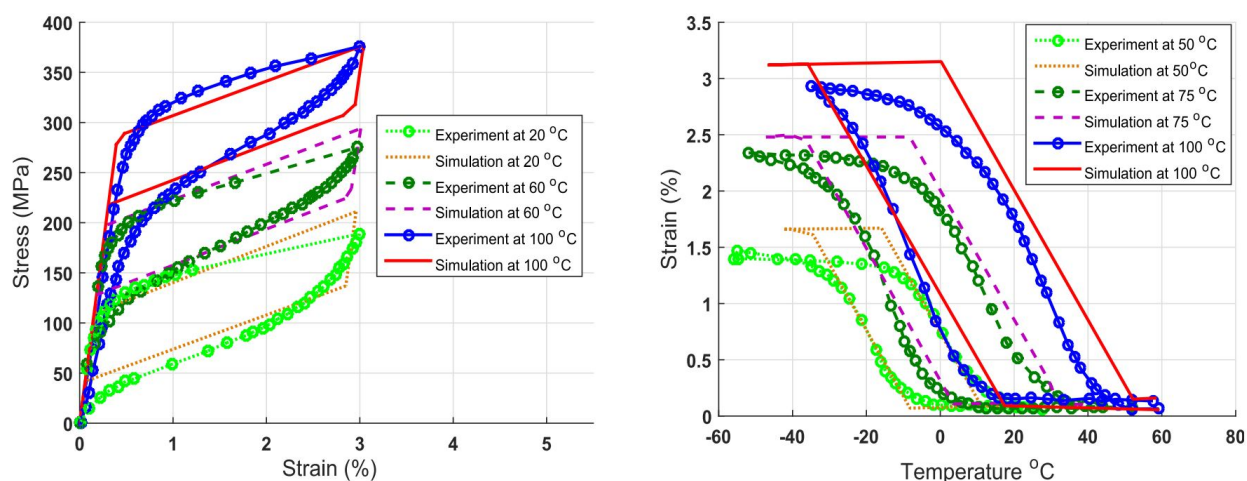 400
350
300
250
200
150
100
50
0
Stress (MPa)
0
1
2
3
4
5
Strain (%)
Experiment at 20 °C
Simulation at 20 °C
Experiment at 60 °C
Simulation at 60 °C
Experiment at 100 °C
Simulation at 100 °C
3.5
3
2.5
2
1.5
1
0.5
0
Strain (%)
-60
-40
-20
0
20
40
60
80
Temperature °C
Experiment at 50 °C
Simulation at 50°C
Experiment at 75 °C
Simulation at 75 °C
Experiment at 100 °C
Simulation at 100 °C